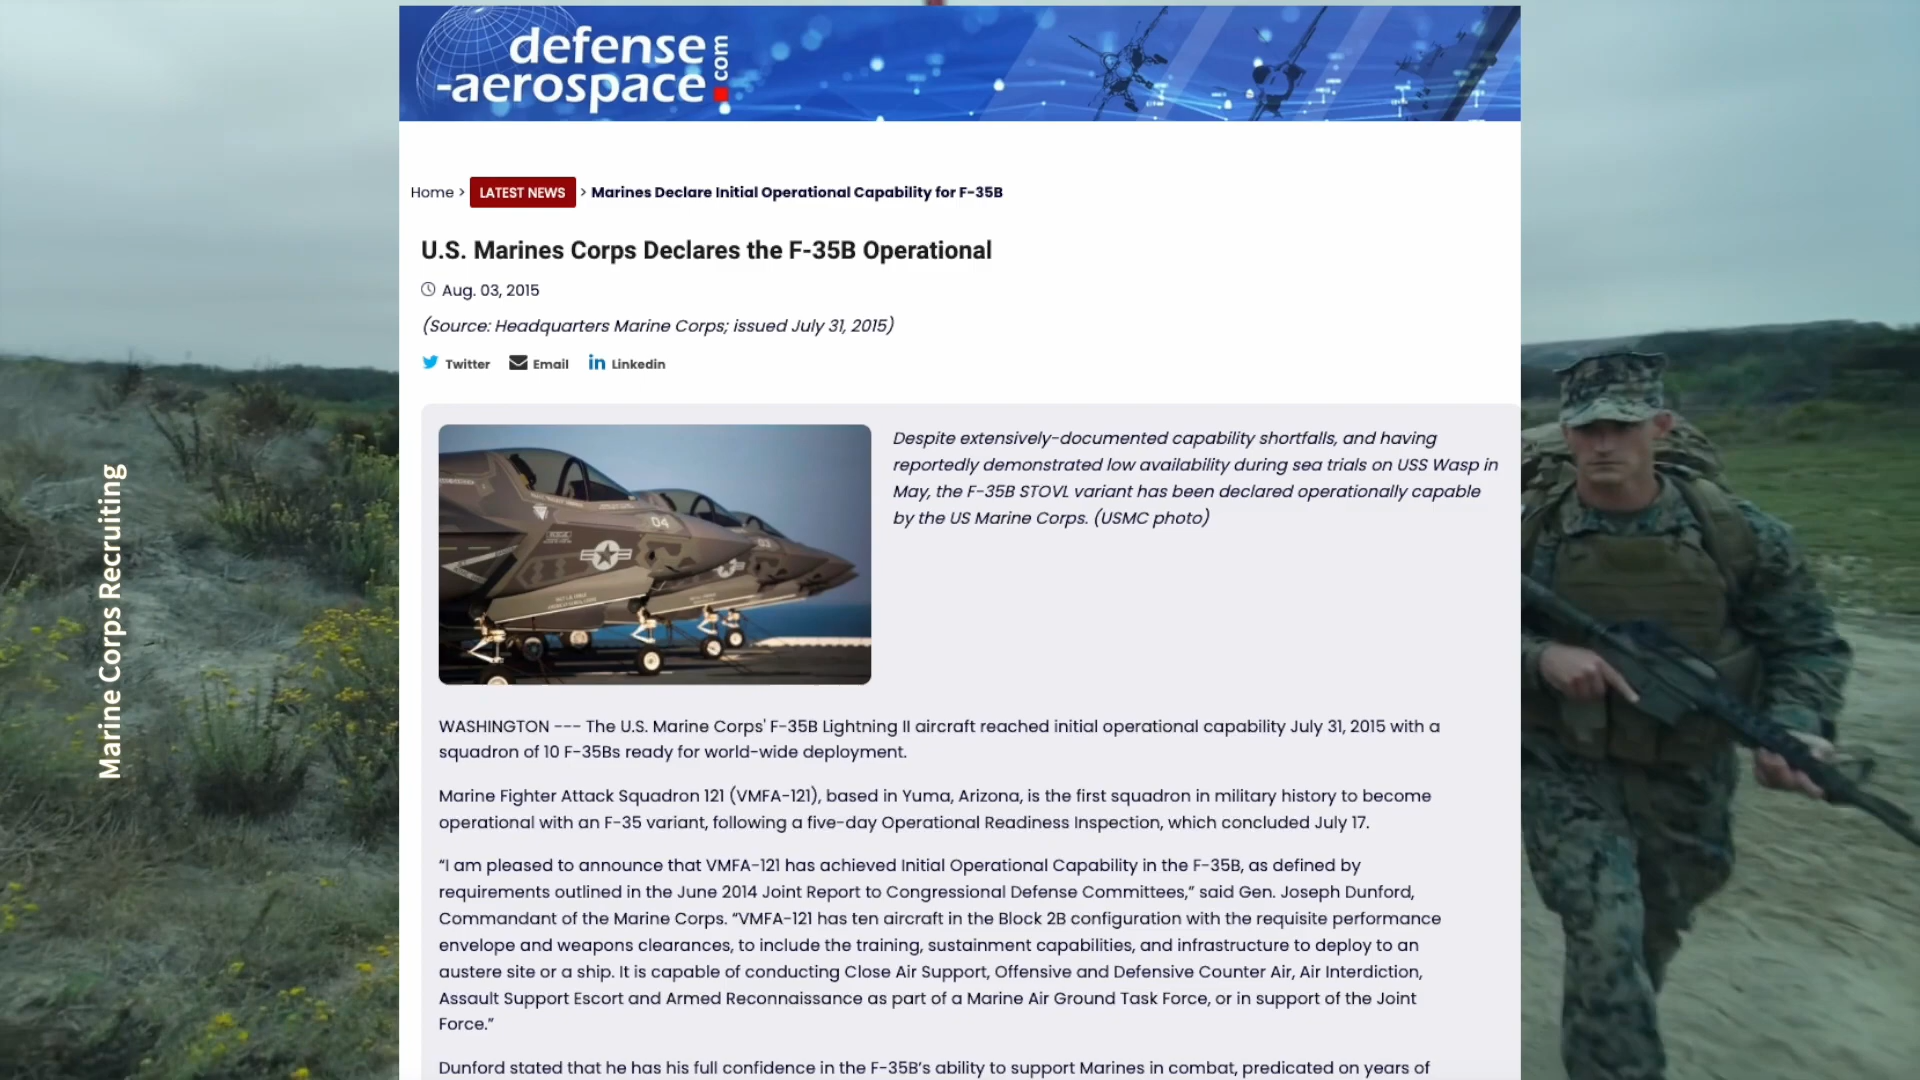 defense
-aerospace.com
Home > LATEST NEWS > Marines Declare Initial Operational Capability for F-35B
U.S. Marines Corps Declares the F-35B Operational
Aug. 03, 2015
(Source: Headquarters Marine Corps; issued July 31, 2015)
Twitter Email Linkedin
Despite extensively-documented capability shortfalls, and having
reportedly demonstrated low availability during sea trials on USS Wasp in
May, the F-35B STOVL variant has been declared operationally capable
by the US Marine Corps. (USMC photo)
04
03
WASHINGTON --- The U.S. Marine Corps' F-35B Lightning II aircraft reached initial operational capability July 31, 2015 with a
squadron of 10 F-35Bs ready for world-wide deployment.
Marine Fighter Attack Squadron 121 (VMFA-121), based in Yuma, Arizona, is the first squadron in military history to become
operational with an F-35 variant, following a five-day Operational Readiness Inspection, which concluded July 17.
“I am pleased to announce that VMFA-121 has achieved Initial Operational Capability in the F-35B, as defined by
requirements outlined in the June 2014 Joint Report to Congressional Defense Committees,” said Gen. Joseph Dunford,
Commandant of the Marine Corps. “VMFA-121 has ten aircraft in the Block 2B configuration with the requisite performance
envelope and weapons clearances, to include the training, sustainment capabilities, and infrastructure to deploy to an
austere site or a ship. It is capable of conducting Close Air Support, Offensive and Defensive Counter Air, Air Interdiction,
Assault Support Escort and Armed Reconnaissance as part of a Marine Air Ground Task Force, or in support of the Joint
Force.”
Dunford stated that he has his full confidence in the F-35B’s ability to support Marines in combat, predicated on years of
Marine Corps Recruiting